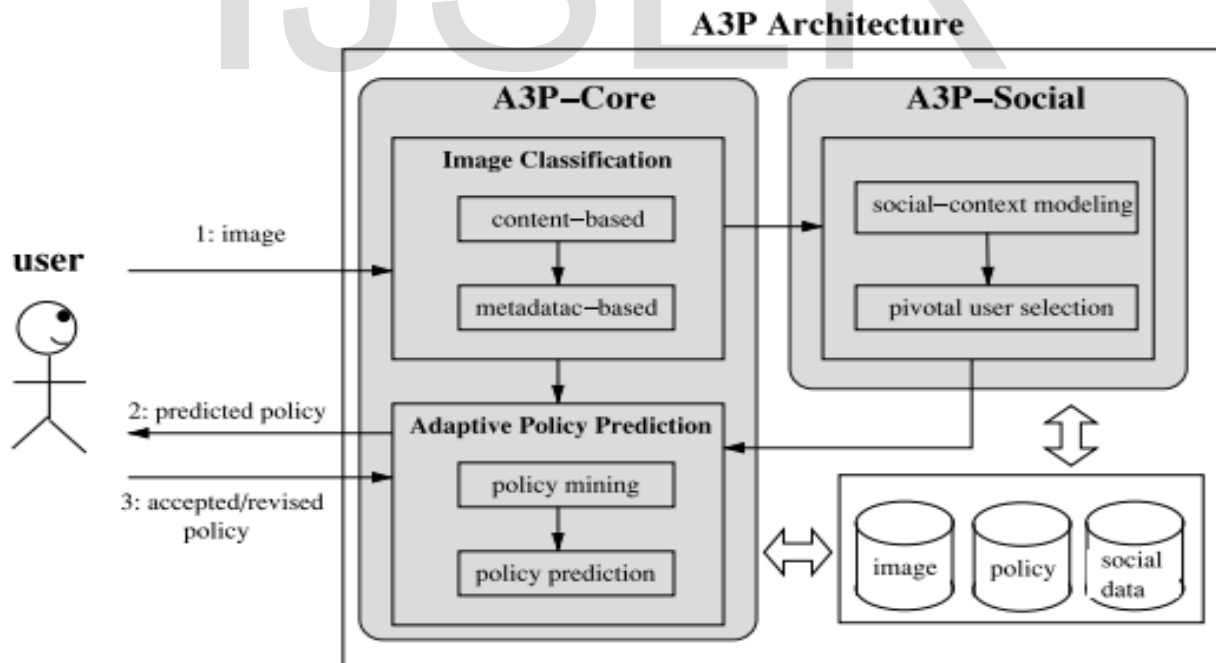 IJSER
A3P Architecture
A3P-Core
A3P-Social
Image Classification
content-based
metadatac-based
social-context modeling
pivotal user selection
1: image
user
2: predicted policy
3: accepted/revised
policy
Adaptive Policy Prediction
policy mining
policy prediction
image
policy
social
data